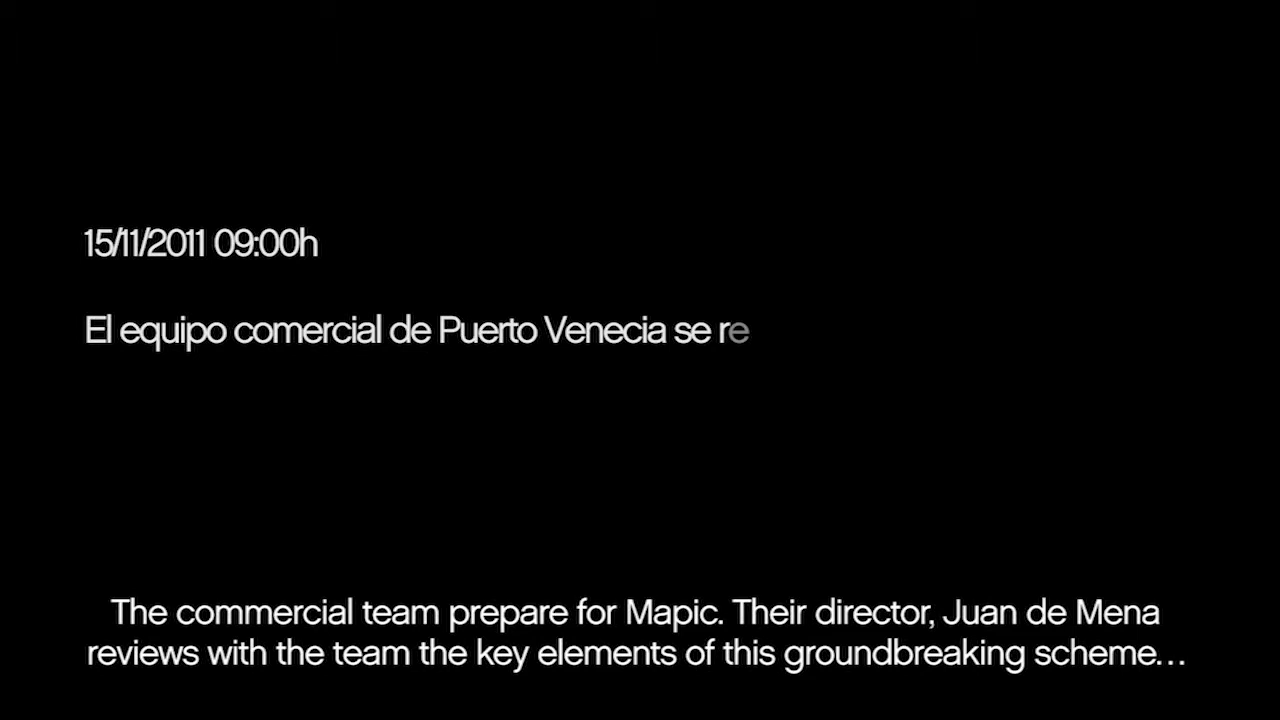 15/11/2011 09:00h
El equipo comercial de Puerto Venecia se re
The commercial team prepare for Mapic. Their director, Juan de Mena
reviews with the team the key elements of this groundbreaking scheme…